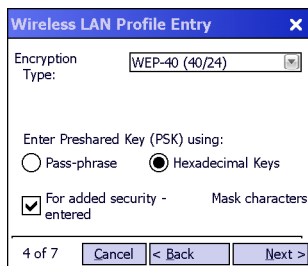 Wireless LAN Profile Entry X
Encryption Type: WEP-40 (40/24)
Enter Preshared Key (PSK) using:
Pass-phrase Hexadecimal Keys
For added security - Mask characters
entered
4 of 7 Cancel < Back Next >